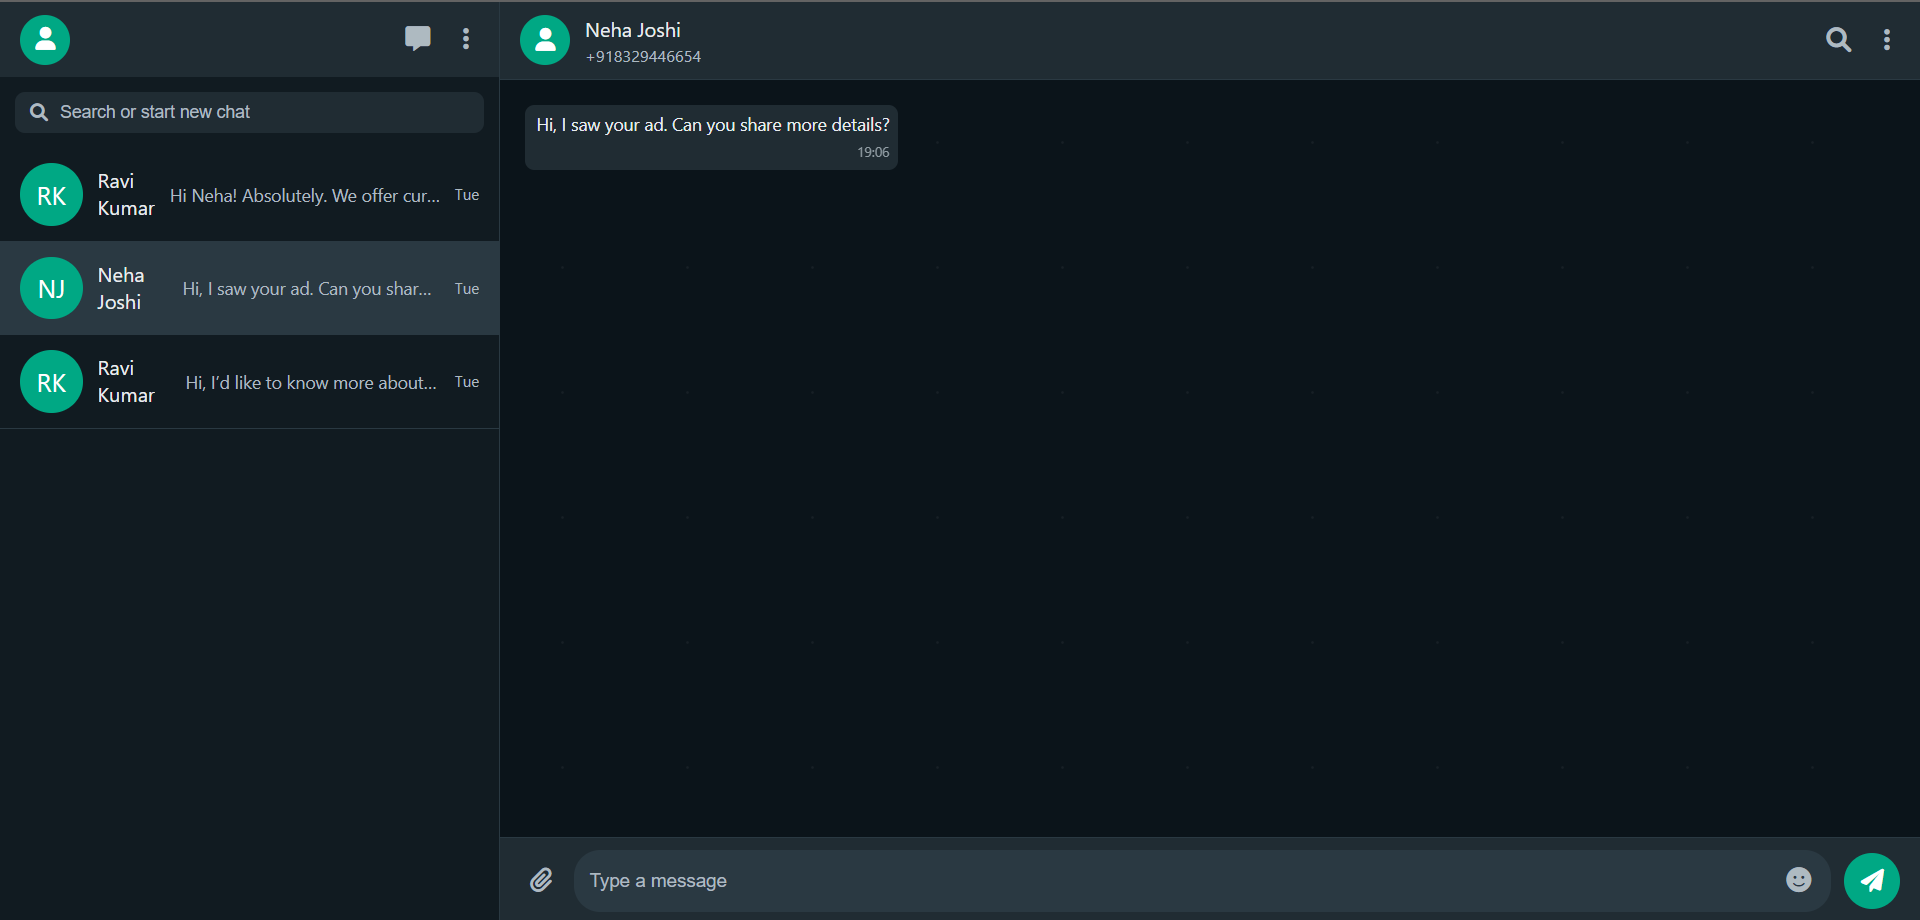 Search or start new chat
RK
Ravi
Kumar
Hi Neha! Absolutely. We offer cur...
Tue
NJ
Neha
Joshi
Hi, I saw your ad. Can you shar...
Tue
RK
Ravi
Kumar
Hi, I’d like to know more about...
Tue
Neha Joshi
+918329446654
Hi, I saw your ad. Can you share more details?
19:06
Type a message